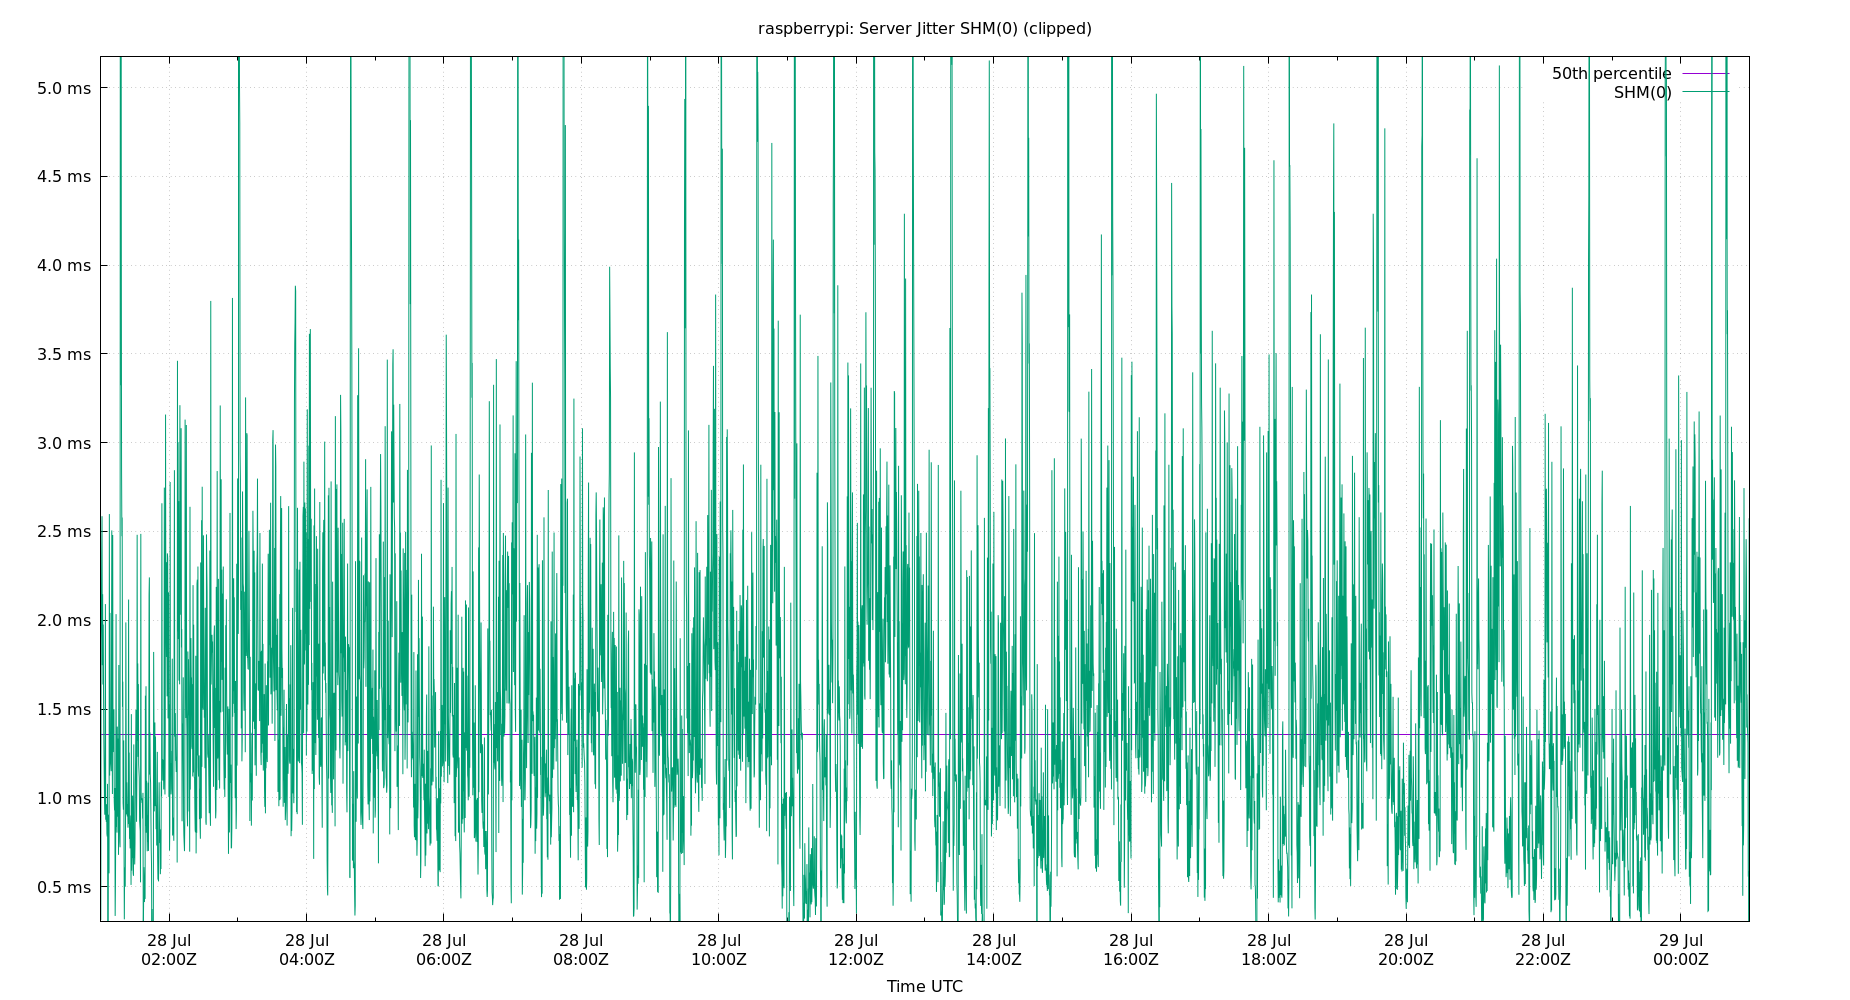 raspberrypi: Server Jitter SHM(0) (clipped)
50th percentile
SHM(0)
5.0 ms
4.5 ms
4.0 ms
3.5 ms
3.0 ms
2.5 ms
2.0 ms
1.5 ms
1.0 ms
0.5 ms
28 Jul 28 Jul 28 Jul 28 Jul 28 Jul 28 Jul 28 Jul 28 Jul 28 Jul 28 Jul 28 Jul 29 Jul
02:00Z 04:00Z 06:00Z 08:00Z 10:00Z 12:00Z 14:00Z 16:00Z 18:00Z 20:00Z 22:00Z 00:00Z
Time UTC